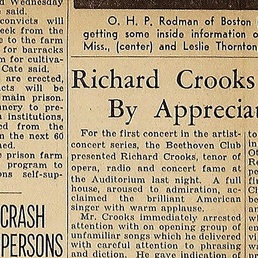 ed Wednesday
said.
convicts will
eek from the
e to the farm
for barracks
m for cultiva-
Cate said.
s are erected,
cts will be
main prison.
nery to pre-
a institutions,
ed from the
n the next 60
ed.
e prison farm
program to
ons self-sup-
CRASH
PERSONS
O. H. P. Rodman of Boston
getting some inside information o
Miss., (center) and Leslie Thornton
Richard Crooks
By Appreciat
For the first concert in the artist-
concert series, the Beethoven Club
presented Richard Crooks, tenor of
opera, radio and concert fame at
the Auditorium last night. A full
house, aroused to admiration, ac-
claimed the brilliant American
singer with warm applause.
Mr. Crooks immediately arrested
attention with an opening group of
unfamiliar songs which he delivered
with careful attention to phrasing
and diction. He gave indication of